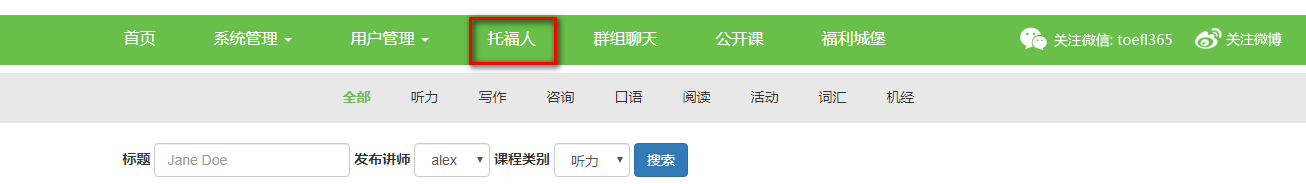 首页 系统管理 用户管理 托福人 群组聊天 公开课 福利城堡 关注微信: toefl365 关注微博
全部 听力 写作 咨询 口语 阅读 活动 词汇 机经
标题 Jane Doe 发布讲师 alex 课程类别 听力 搜索